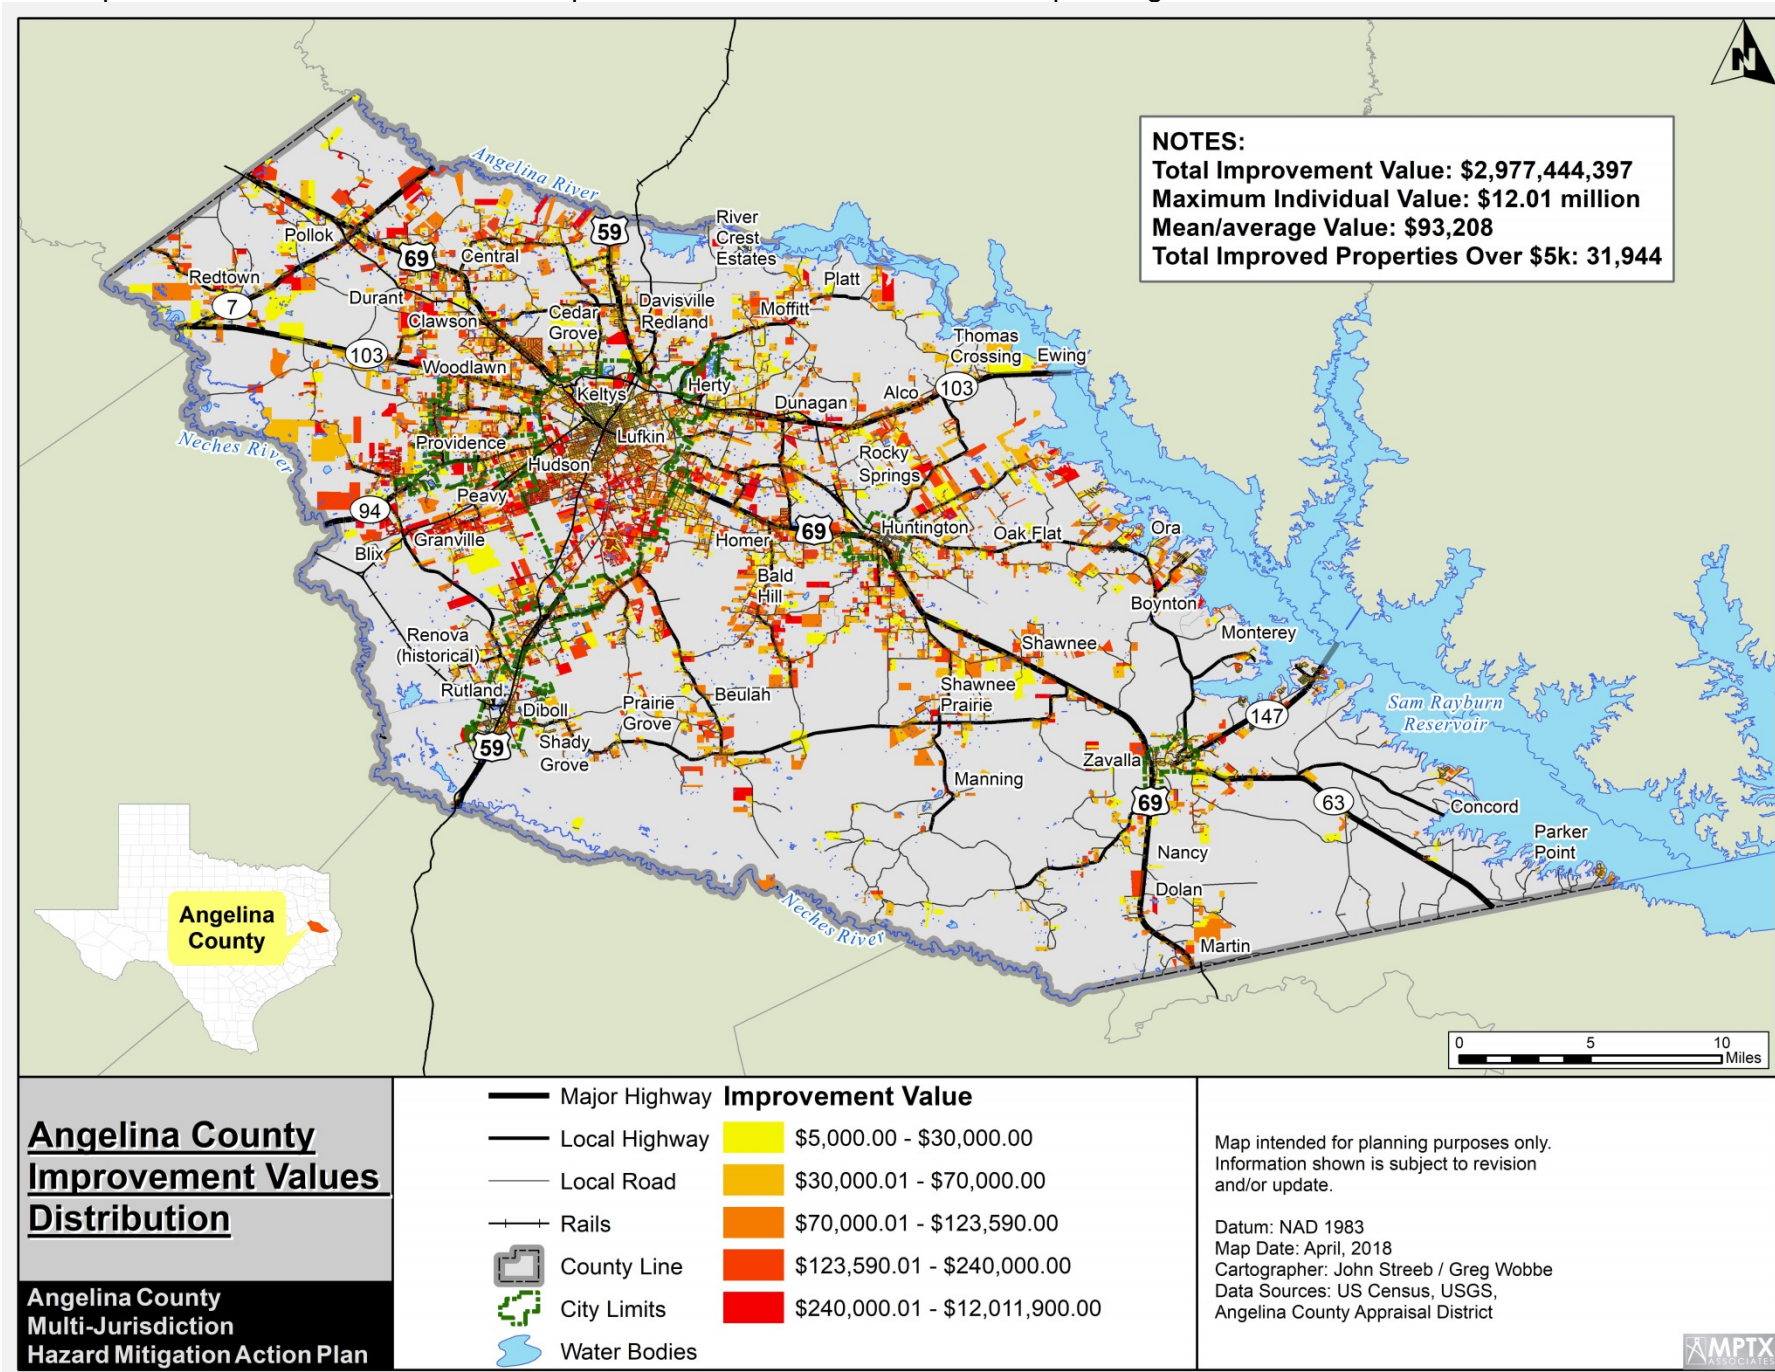 N
NOTES:
Total Improvement Value: $2,977,444,397
Maximum Individual Value: $12.01 million
Mean/average Value: $93,208
Total Improved Properties Over $5k: 31,944
Angelina River
River
Crest
Estates
59
Pollok
69
Central
Redtown
7
Durant
Platt
Davisville
Cedar
Grove
Redland
Moffitt
Clawson
103
Woodlawn
Thomas
Crossing
Ewing
Keltys
Herty
Dunagan
Alco
103
Neches River
Providence
Lufkin
Rocky
Springs
Hudson
Peavy
94
Granville
Blix
Homer
69
Huntington
Oak Flat
Ora
Bald
Hill
Boynton
Renova
(historical)
Shawnee
Monterey
Rutland
Diboll
Prairie
Grove
Beulah
Shawnee
Prairie
147
Sam Rayburn
Reservoir
59
Shady
Grove
Zavalla
Manning
69
63
Concord
Parker
Point
Nancy
Dolan
Neches River
Martin
Angelina
County
0 5 10
Miles
Angelina County
Improvement Values
Distribution
Angelina County
Multi-Jurisdiction
Hazard Mitigation Action Plan
Major Highway
Local Highway
Local Road
Rails
County Line
City Limits
Water Bodies
Improvement Value
$5,000.00 - $30,000.00
$30,000.01 - $70,000.00
$70,000.01 - $123,590.00
$123,590.01 - $240,000.00
$240,000.01 - $12,011,900.00
Map intended for planning purposes only.
Information shown is subject to revision
and/or update.
Datum: NAD 1983
Map Date: April, 2018
Cartographer: John Streeb / Greg Wobbe
Data Sources: US Census, USGS,
Angelina County Appraisal District
MPTX
ASSOCIATES